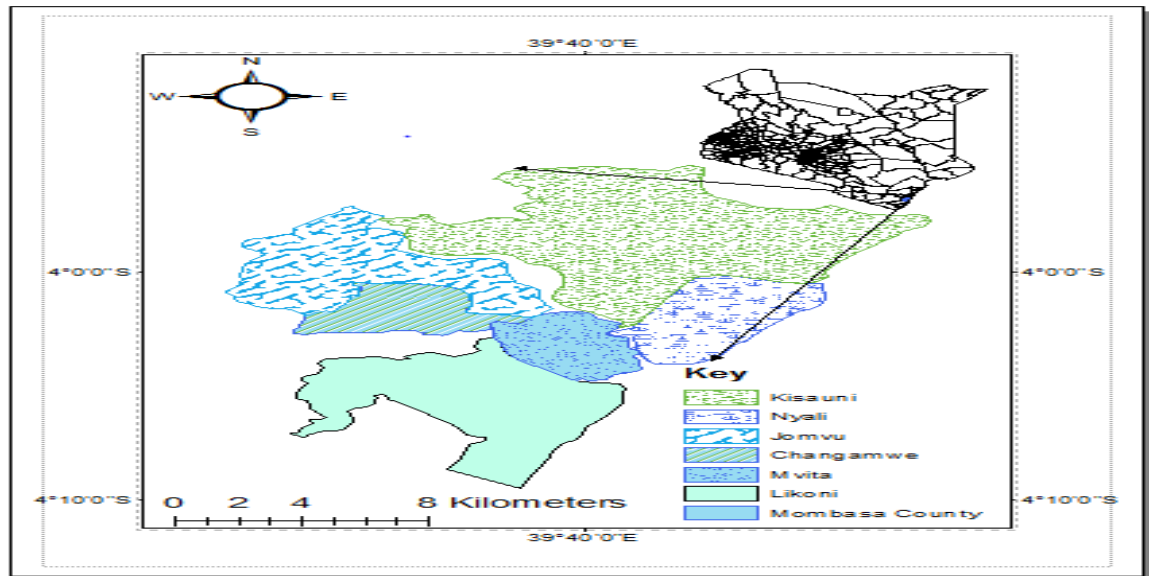 39°40'0"E
N
W E
S
4°0'0"S 4°0'0"S
Key
Kisauni
Nyali
Jomvu
Changamwe
Mvita
Likoni
Mombasa County
4°10'0"S 4°10'0"S
0 2 4 8 Kilometers
39°40'0"E